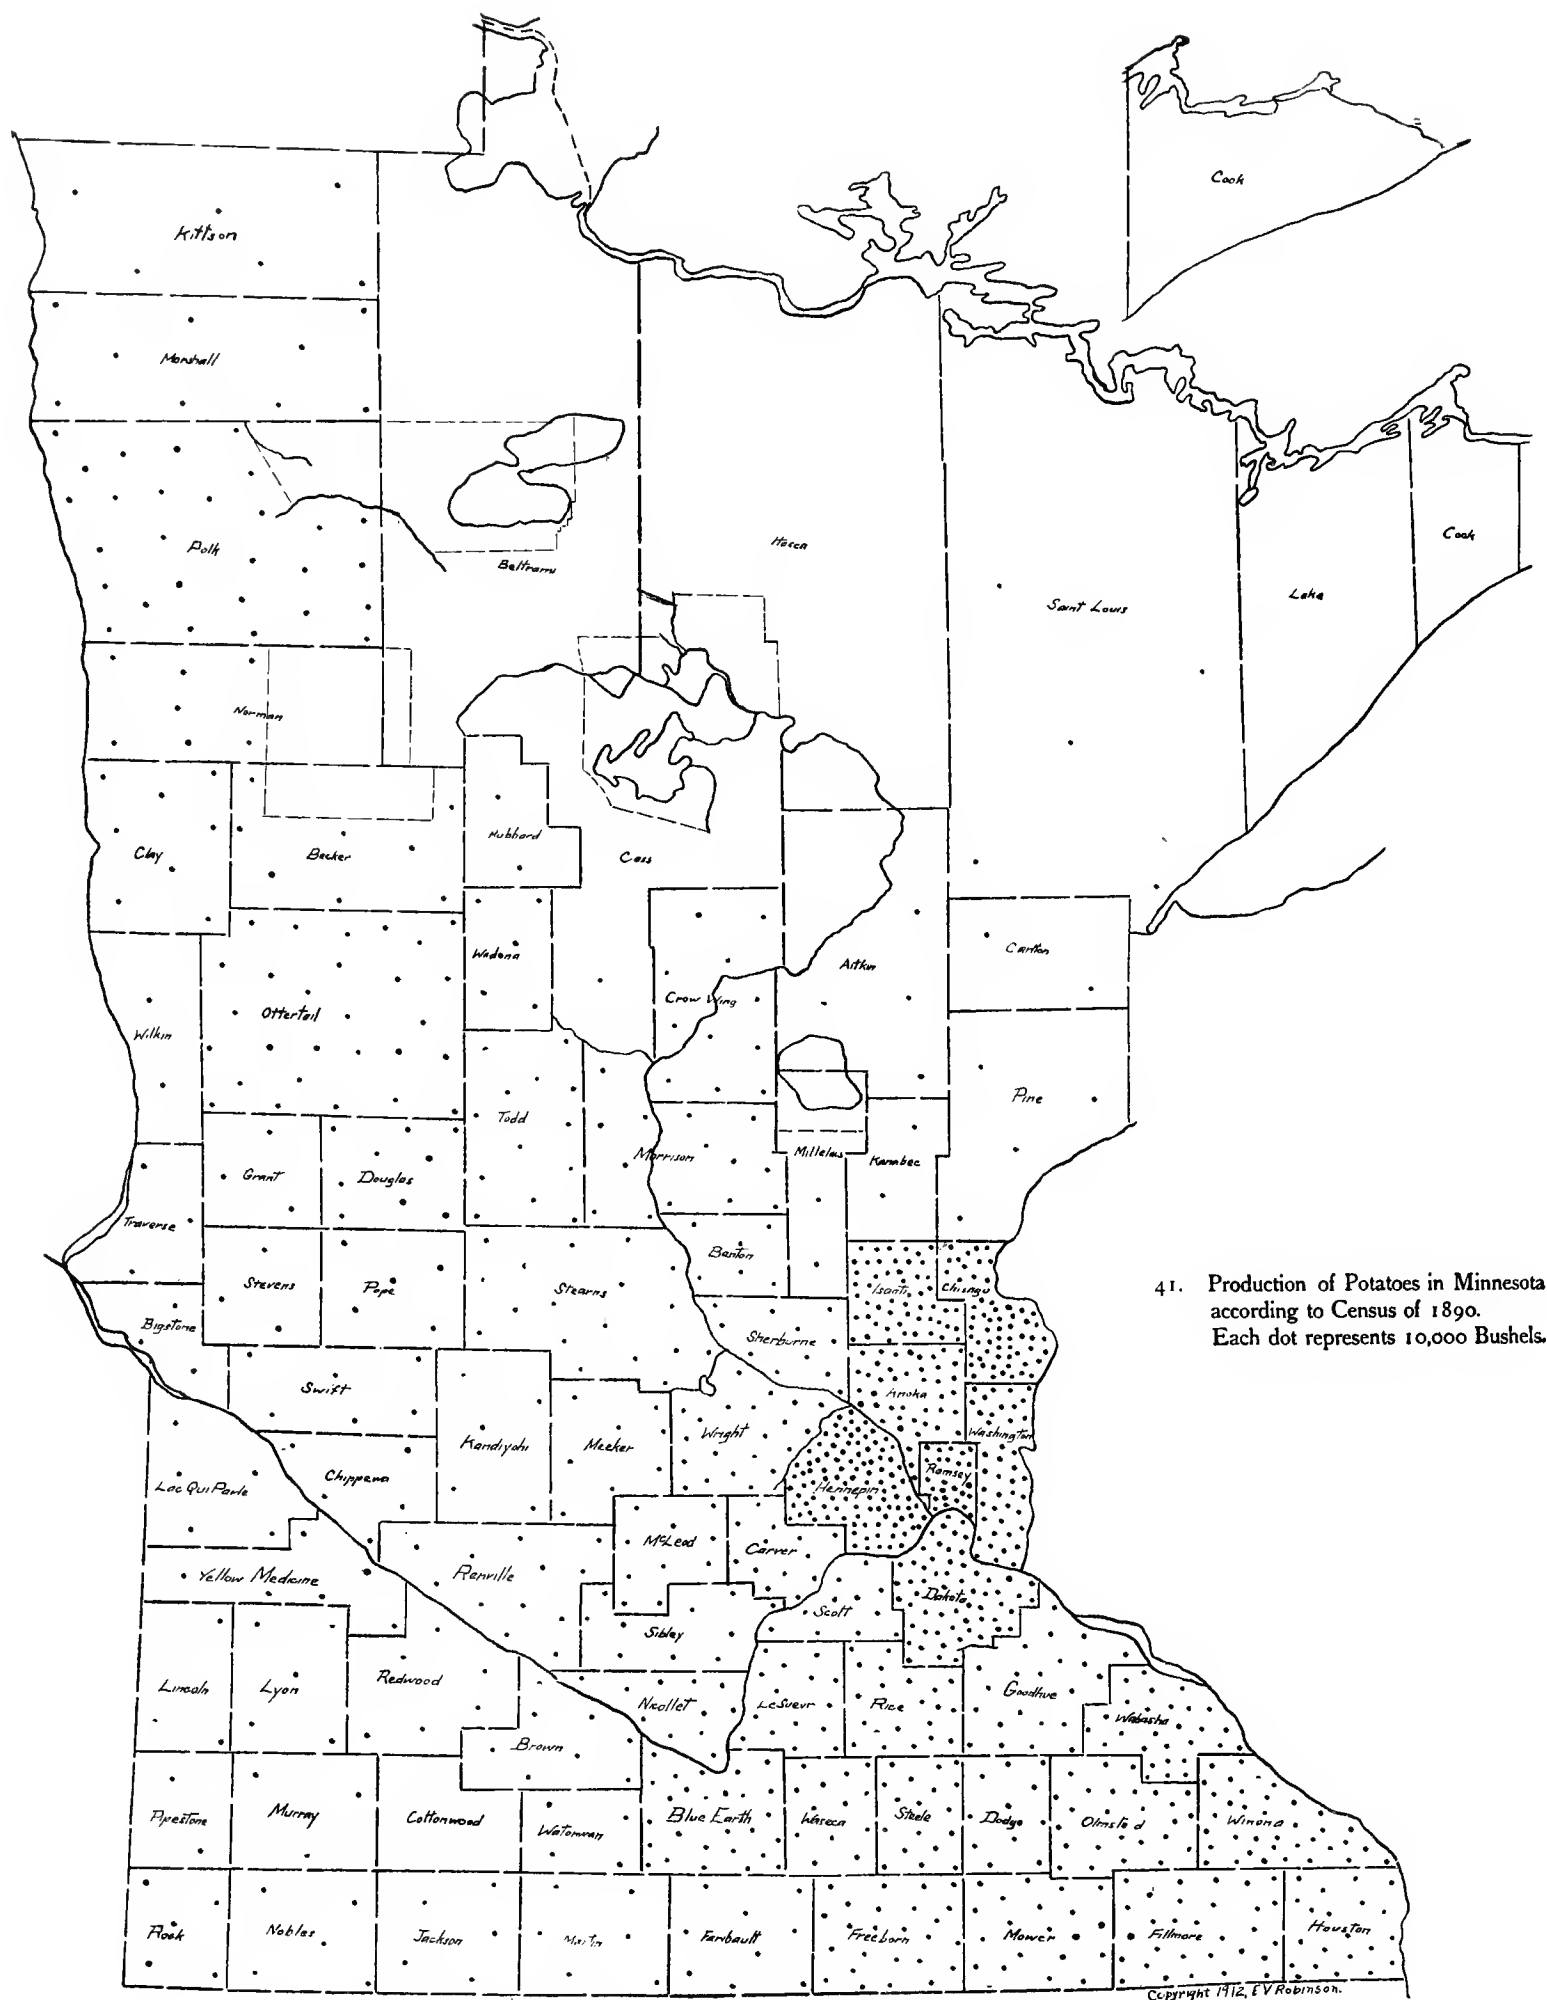 Cook
Kittson
Marshall
Polk
Beltrami
Itasca
Saint Louis
Lake
Cook
Norman
Clay
Becker
Hubbard
Cass
Wadena
Crow Wing
Aitkin
Carlton
Wilkin
Ottertail
Todd
Morrison
Millelacs
Kanabec
Pine
Grant
Douglas
Traverse
Stevens
Pope
Stearns
Benton
Isanti
Chisago
41. Production of Potatoes in Minnesota
according to Census of 1890.
Each dot represents 10,000 Bushels.
Bigstone
Sherburne
Swift
Anoka
Kandiyohi
Meeker
Wright
Washington
Lac Qui Parle
Chippewa
Hennepin
Ramsey
McLeod
Carver
Yellow Medicine
Renville
Dakota
Scott
Sibley
Lincoln
Lyon
Redwood
Nicollet
LeSueur
Rice
Goodhue
Wabasha
Brown
Pipestone
Murray
Cottonwood
Watonwan
Blue Earth
Waseca
Steele
Dodge
Olmsted
Winona
Rock
Nobles
Jackson
Martin
Faribault
Freeborn
Mower
Fillmore
Houston
Copyright 1912, E V Robinson.